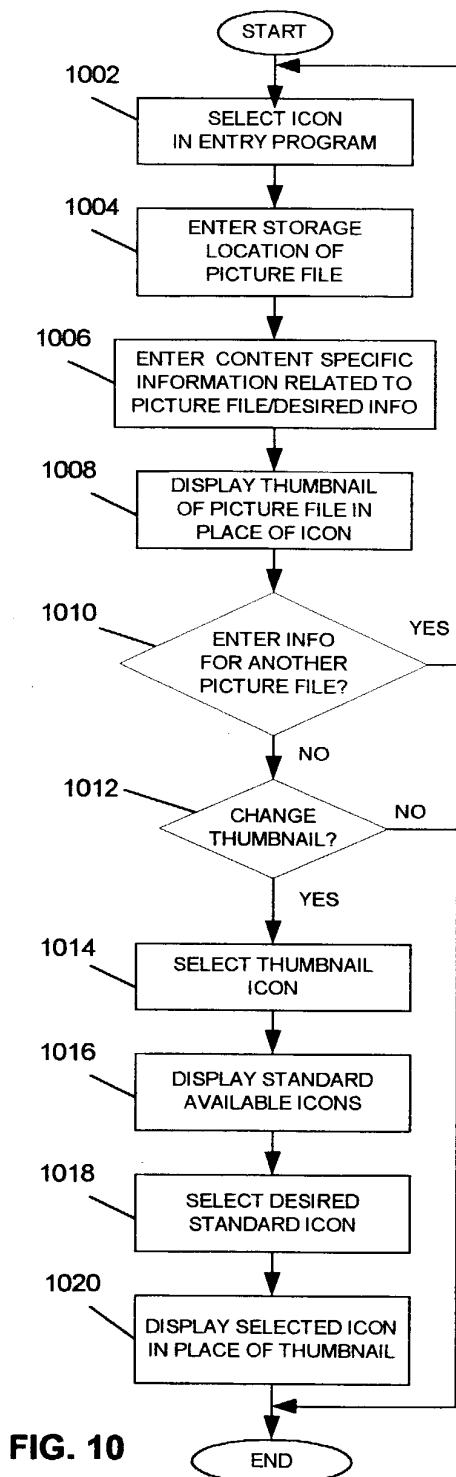 START
1002
SELECT ICON
IN ENTRY PROGRAM
1004
ENTER STORAGE
LOCATION OF
PICTURE FILE
1006
ENTER CONTENT SPECIFIC
INFORMATION RELATED TO
PICTURE FILE/DESIRED INFO
1008
DISPLAY THUMBNAIL
OF PICTURE FILE IN
PLACE OF ICON
1010
ENTER INFO
FOR ANOTHER
PICTURE FILE?
YES
NO
1012
CHANGE
THUMBNAIL?
NO
YES
1014
SELECT THUMBNAIL
ICON
1016
DISPLAY STANDARD
AVAILABLE ICONS
1018
SELECT DESIRED
STANDARD ICON
1020
DISPLAY SELECTED ICON
IN PLACE OF THUMBNAIL
FIG. 10
END